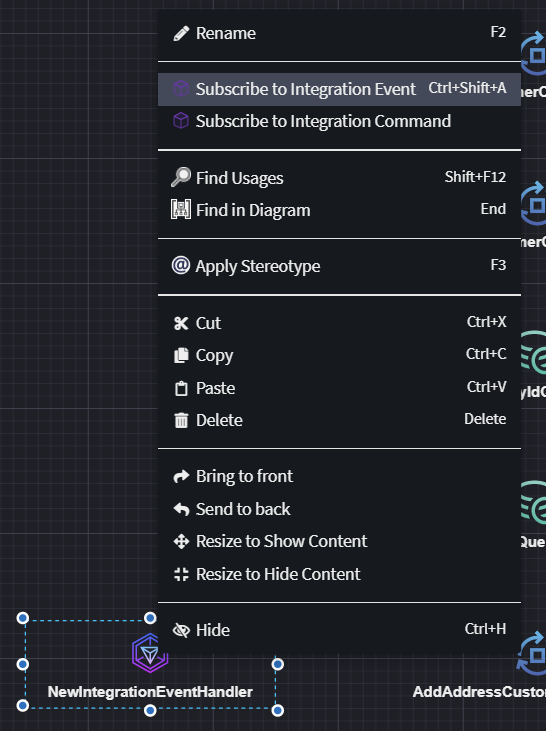 Rename F2
Subscribe to Integration Event Ctrl+Shift+A
Subscribe to Integration Command
Find Usages Shift+F12
Find in Diagram End
Apply Stereotype F3
Cut Ctrl+X
Copy Ctrl+C
Paste Ctrl+V
Delete Delete
Bring to front
Send to back
Resize to Show Content
Resize to Hide Content
Hide Ctrl+H
nerC
nerC
yIdC
Que
NewIntegrationEventHandler
AddAddressCustom